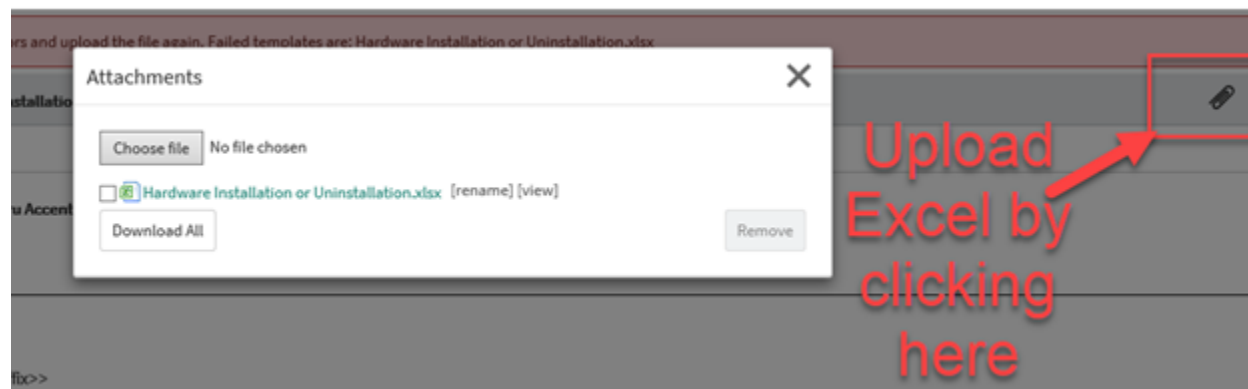 rs and upload the file again. Failed templates are: Hardware Installation or Uninstallation.xlsx
Attachments
stallatio
Choose file No file chosen
Hardware Installation or Uninstallation.xlsx [rename] [view]
u Accent
Download All Remove
Upload
Excel by
clicking
here
fix>>